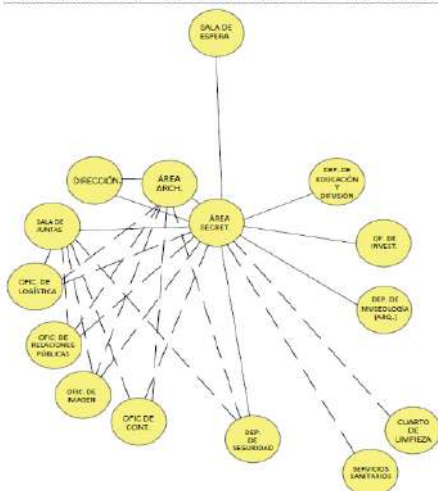 SALA DE
ESPERA
DIRECCIÓN.
ÁREA
ARCH.
DEP. DE
EDUCACIÓN
Y
DIFUSIÓN
SALA DE
JUNTAS
ÁREA
SECRET.
OF. DE
INVEST.
OFIC. DE
LOGÍSTICA
DEP. DE
MUSEOLOGÍA
(ARQ.)
OFIC. DE
RELACIONES
PÚBLICAS
OFIC. DE
IMAGEN
OFIC DE
CONT.
DEP.
DE
SEGURIDAD
CUARTO
DE
LIMPIEZA
SERVICIOS
SANITARIOS